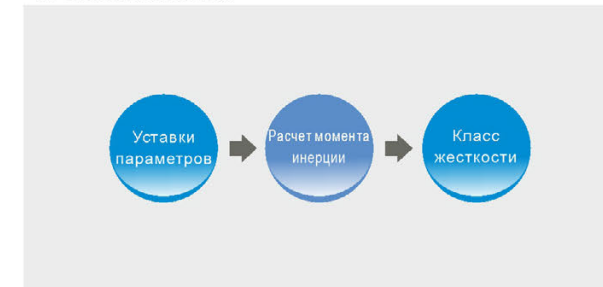 Уставки
параметров
Расчет момента
инерции
Класс
жесткости